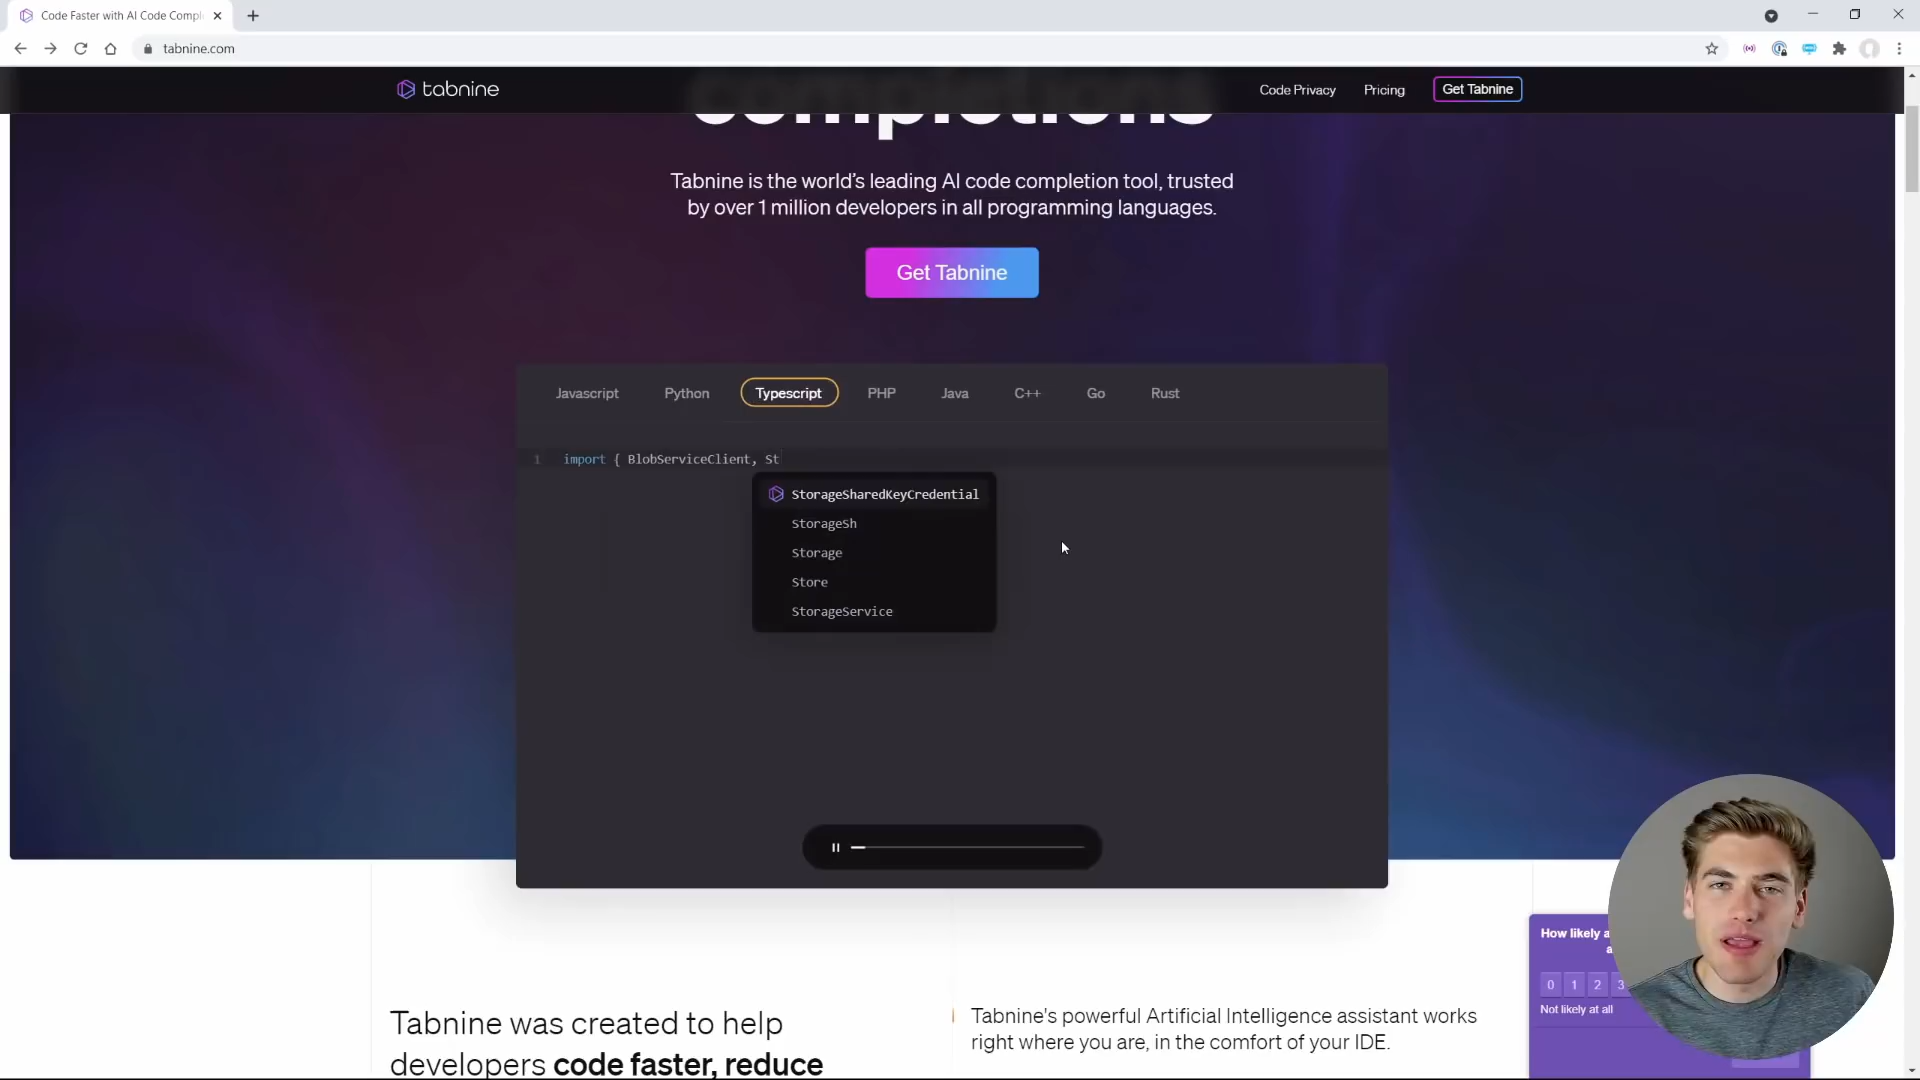 Code Faster with AI Code Compl
tabnine.com
tabnine
Code Privacy
Pricing
Get Tabnine
completions
Tabnine is the world's leading AI code completion tool, trusted
by over 1 million developers in all programming languages.
Get Tabnine
Javascript
Python
Typescript
PHP
Java
C++
Go
Rust
1 import { BlobServiceClient, St
StorageSharedKeyCredential
StorageSh
Storage
Store
StorageService
Tabnine was created to help
developers code faster, reduce
Tabnine's powerful Artificial Intelligence assistant works
right where you are, in the comfort of your IDE.
How likely a
a
0 1 2 3
Not likely at all